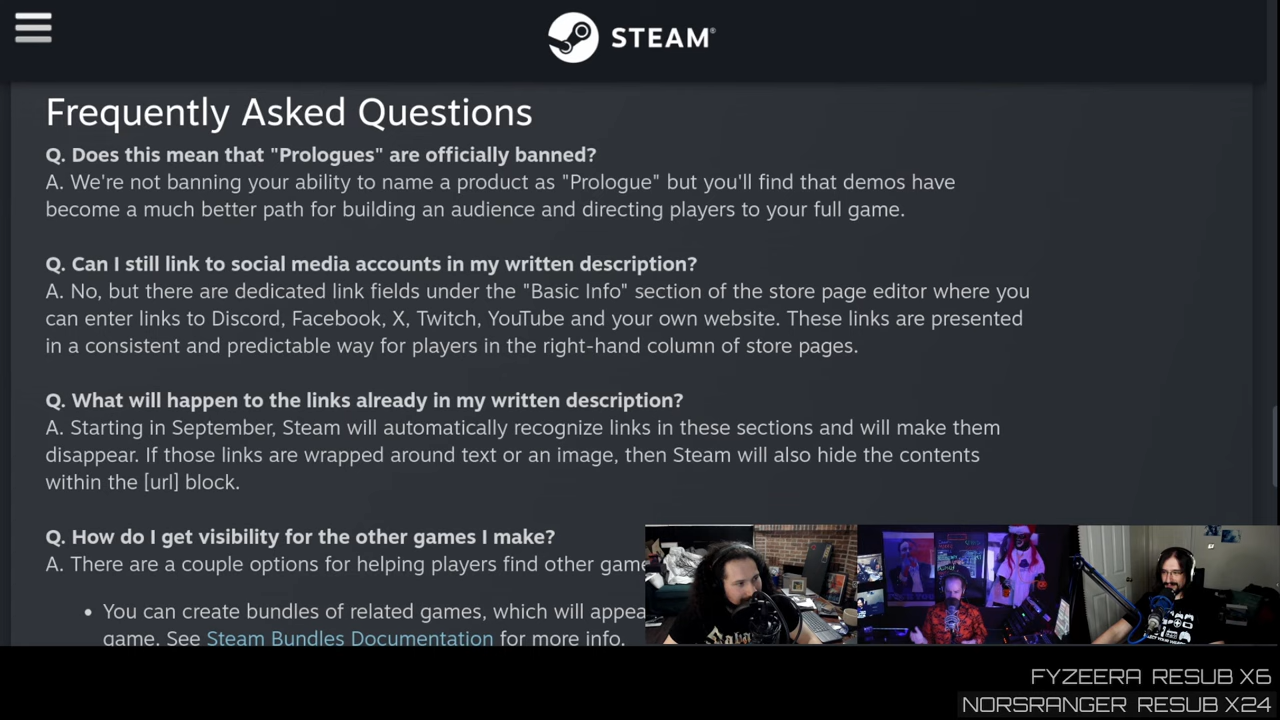 STEAM®
Frequently Asked Questions
Q. Does this mean that "Prologues" are officially banned?
A. We're not banning your ability to name a product as "Prologue" but you'll find that demos have
become a much better path for building an audience and directing players to your full game.
Q. Can I still link to social media accounts in my written description?
A. No, but there are dedicated link fields under the "Basic Info" section of the store page editor where you
can enter links to Discord, Facebook, X, Twitch, YouTube and your own website. These links are presented
in a consistent and predictable way for players in the right-hand column of store pages.
Q. What will happen to the links already in my written description?
A. Starting in September, Steam will automatically recognize links in these sections and will make them
disappear. If those links are wrapped around text or an image, then Steam will also hide the contents
within the [url] block.
Q. How do I get visibility for the other games I make?
A. There are a couple options for helping players find other game
• You can create bundles of related games, which will appea
game. See Steam Bundles Documentation for more info.
FYZEERA RESUB X6
NORSRANGER RESUB X24